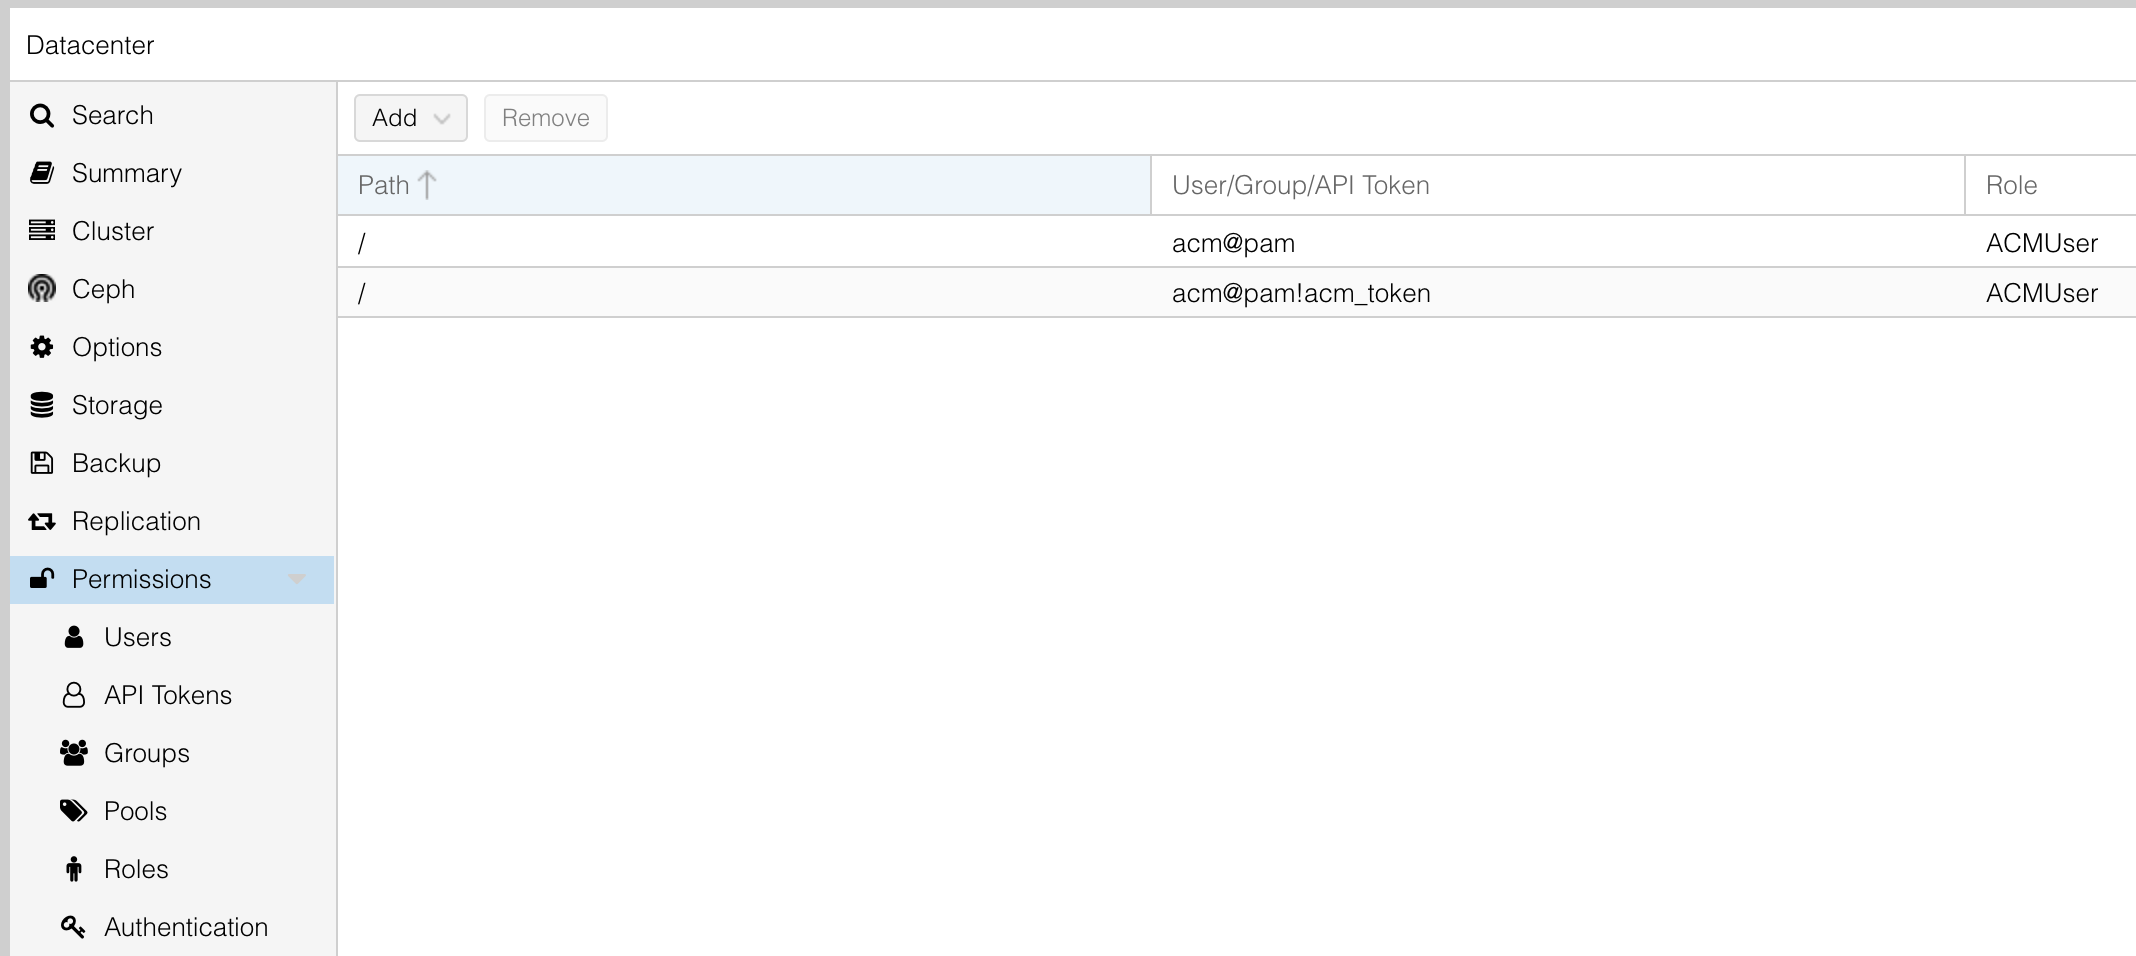 Datacenter
Search
Summary
Cluster
Ceph
Options
Storage
Backup
Replication
Permissions
Users
API Tokens
Groups
Pools
Roles
Authentication
Add Remove
Path User/Group/API Token Role
/ acm@pam ACMUser
/ acm@pam!acm_token ACMUser